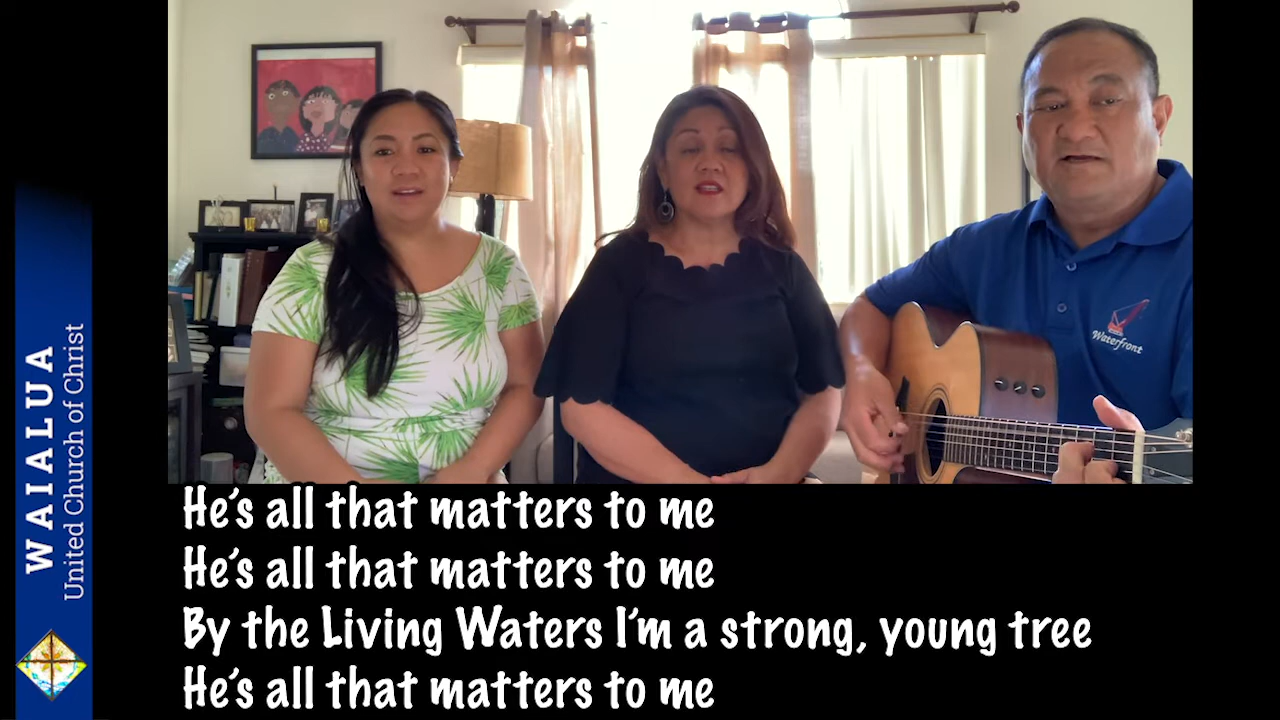 WAIALUA
United Church of Christ
Waterfront
He's all that matters to me
He's all that matters to me
By the Living Waters I'm a strong, young tree
He's all that matters to me